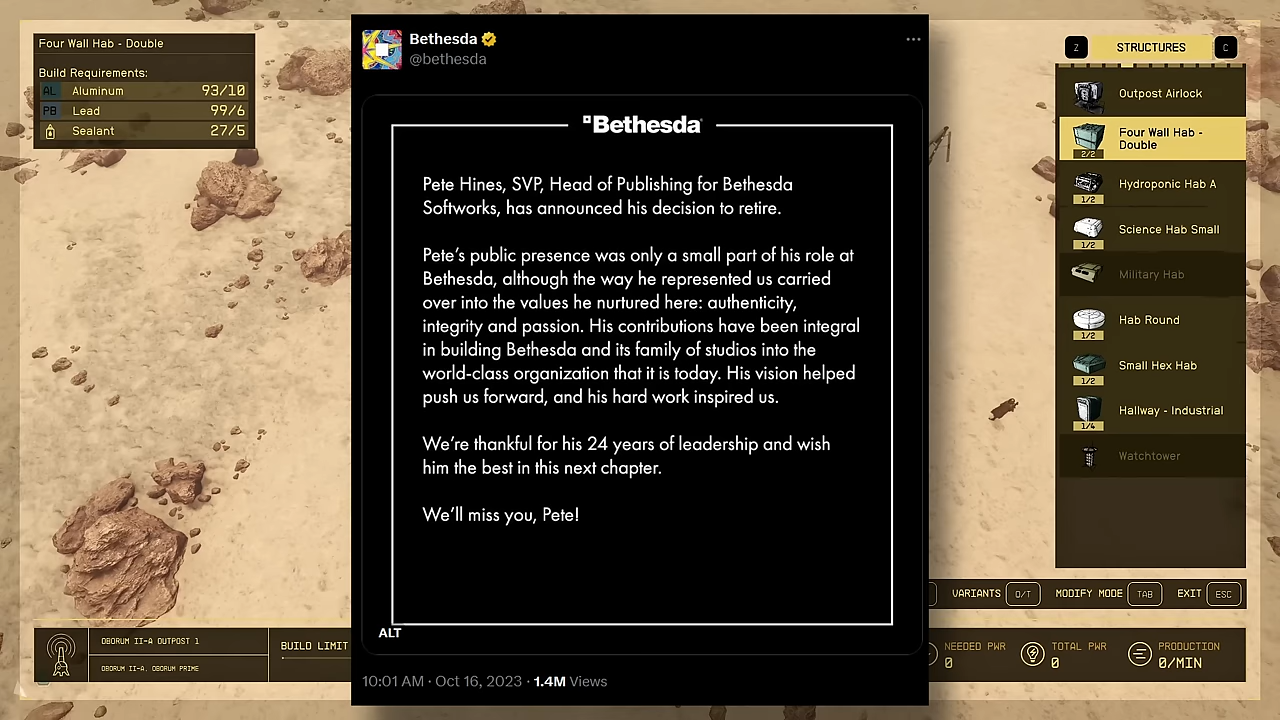 Four Wall Hab - Double
Build Requirements:
AL Aluminum 93/10
PB Lead 99/6
Sealant 27/5
OBORUM II-A OUTPOST 1
OBORUM II-A, OBORUM PRIME
BUILD LIMIT
Bethesda
@bethesda
Bethesda
Pete Hines, SVP, Head of Publishing for Bethesda
Softworks, has announced his decision to retire.
Pete’s public presence was only a small part of his role at
Bethesda, although the way he represented us carried
over into the values he nurtured here: authenticity,
integrity and passion. His contributions have been integral
in building Bethesda and its family of studios into the
world-class organization that it is today. His vision helped
push us forward, and his hard work inspired us.
We’re thankful for his 24 years of leadership and wish
him the best in this next chapter.
We’ll miss you, Pete!
ALT
10:01 AM · Oct 16, 2023 · 1.4M Views
Z STRUCTURES C
Outpost Airlock
Four Wall Hab -
Double
2/2
Hydroponic Hab A
1/2
Science Hab Small
1/2
Military Hab
Hab Round
1/2
Small Hex Hab
1/2
Hallway - Industrial
1/4
Watchtower
VARIANTS Q/T MODIFY MODE TAB EXIT ESC
NEEDED PWR
0
TOTAL PWR
0
PRODUCTION
0/MIN